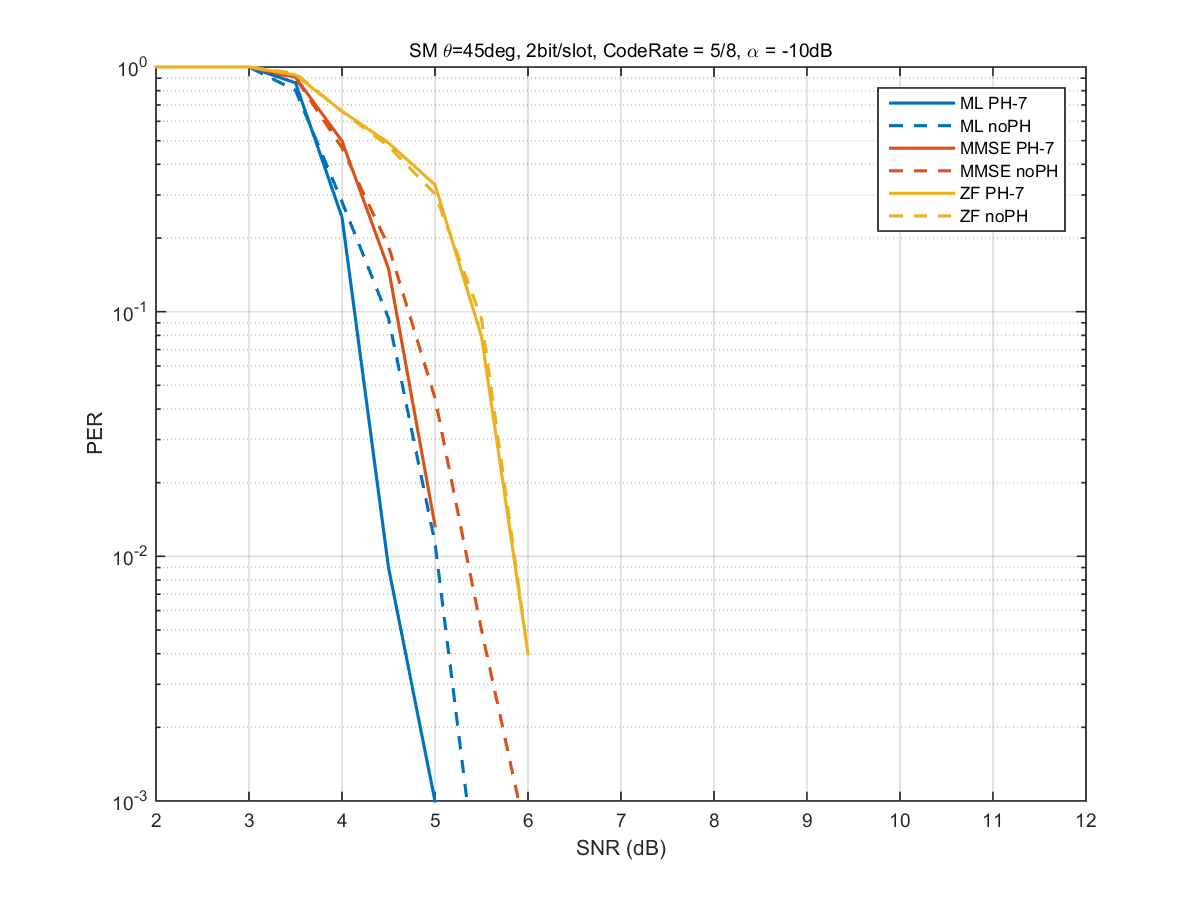 SM θ=45deg, 2bit/slot, CodeRate = 5/8, α = -10dB
10^0
10^-1
10^-2
10^-3
PER
ML PH-7
ML noPH
MMSE PH-7
MMSE noPH
ZF PH-7
ZF noPH
2 3 4 5 6 7 8 9 10 11 12
SNR (dB)